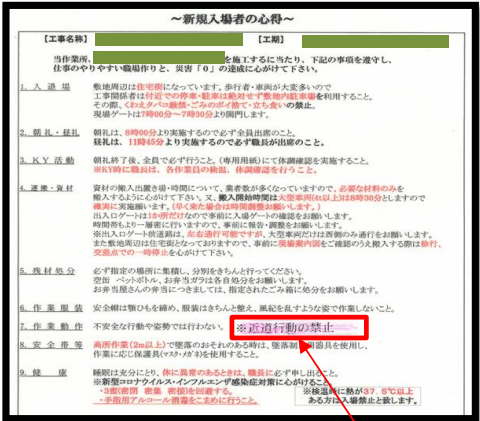 ～新規入場者の心得～
【工事名称】 【工期】
当作業所、 を施工するに当たり、下記の事項を遵守し、
仕事のやりやすい職場作りと、災害「0」の達成に心がけて下さい。
1. 入退場 敷地周辺は住宅街になっています。歩行者・車両が大変多いので
工事関係者は付近での停車・駐車は絶対せず敷地内駐車場を利用すること。
その際、くわえタバコ厳禁・ごみのポイ捨て・立ち食いの禁止。
現場ゲートは7時00分～7時30分より開門します。
2. 朝礼・昼礼 朝礼は、8時00分より実施するので必ず全員出席のこと。
昼礼は、11時45分より実施するので必ず職長が出席のこと。
3. KY活動 朝礼終了後、全員で必ず行うこと。（専用用紙）にて体調確認を実施すること。
※KY時に職長は、各作業員の検温、体調確認を行うこと。
4. 運搬・資材 資材の搬入出置き場・時間について、業者数が多くなっていますので、必要な材料のみを
搬入するように心がけて下さい。又、搬入開始時間は大型車両(4t以上)は8時30分としますので
確実に実施願います。（早く来た場合は時間調整お願いします。）
出入口ゲートは1か所だけなので事前に入場ゲートの確認をお願いします。
時間帯もより一層密に行いますので、事前に報告・調整をお願いします。
※出入口ゲート前道路は、左右通行可能ですが、大型車両だけは西側のみ通行をお願いします。
また敷地周辺は住宅街となっておりますので、事前に現場案内図をご確認のうえ搬入する際は徐行、
交差点での一時停止を心がけて下さい。
5. 残材処分 必ず指定の場所に集積し、分別をきちんと行ってください。
空缶 ペットボトル、お弁当ガラは各自処分をお願いします。
お弁当屋さんの弁当につきましては、指定されたごみ箱に処分をお願いします。
6. 作業服装 安全帽は顎ひもを締め、服装はきちんと整え、風紀を乱すような姿で作業しないこと。
7. 作業動作 不安全な行動や姿勢では行わない。 ※近道行動の禁止
8. 安全帯等 高所作業(2m以上)で墜落のおそれのある時は、墜落制 用器具を使用し、
作業に応じ保護具(マスク・メガネ)を使用すること。
9. 健康 睡眠は充分にとり、体に異常のあるときは、職長に必ず申し出ること。
※新型コロナウイルス・インフルエンザ感染症対策に心がけること。
・3蜜(密閉 密集 密接)を回避する。 ※検温時に熱が37.5℃以上
・手指用アルコール消毒をこまめに行うこと。 ある方は入場禁止と致します。